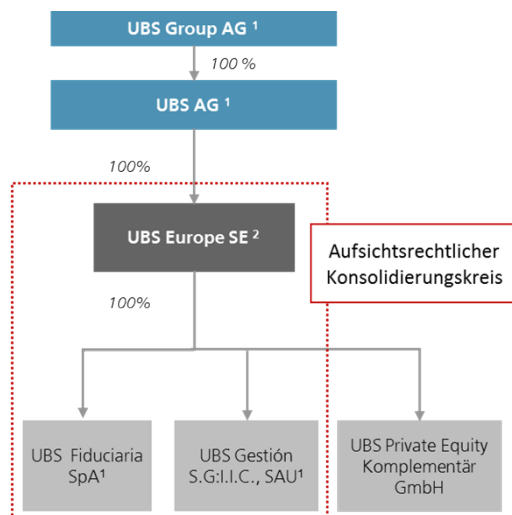 UBS Group AG ¹
100 %
UBS AG ¹
100%
UBS Europe SE ²
Aufsichtsrechtlicher
Konsolidierungskreis
100%
UBS Fiduciaria
SpA¹
UBS Gestión
S.G:I.I.C., SAU¹
UBS Private Equity
Komplementär
GmbH